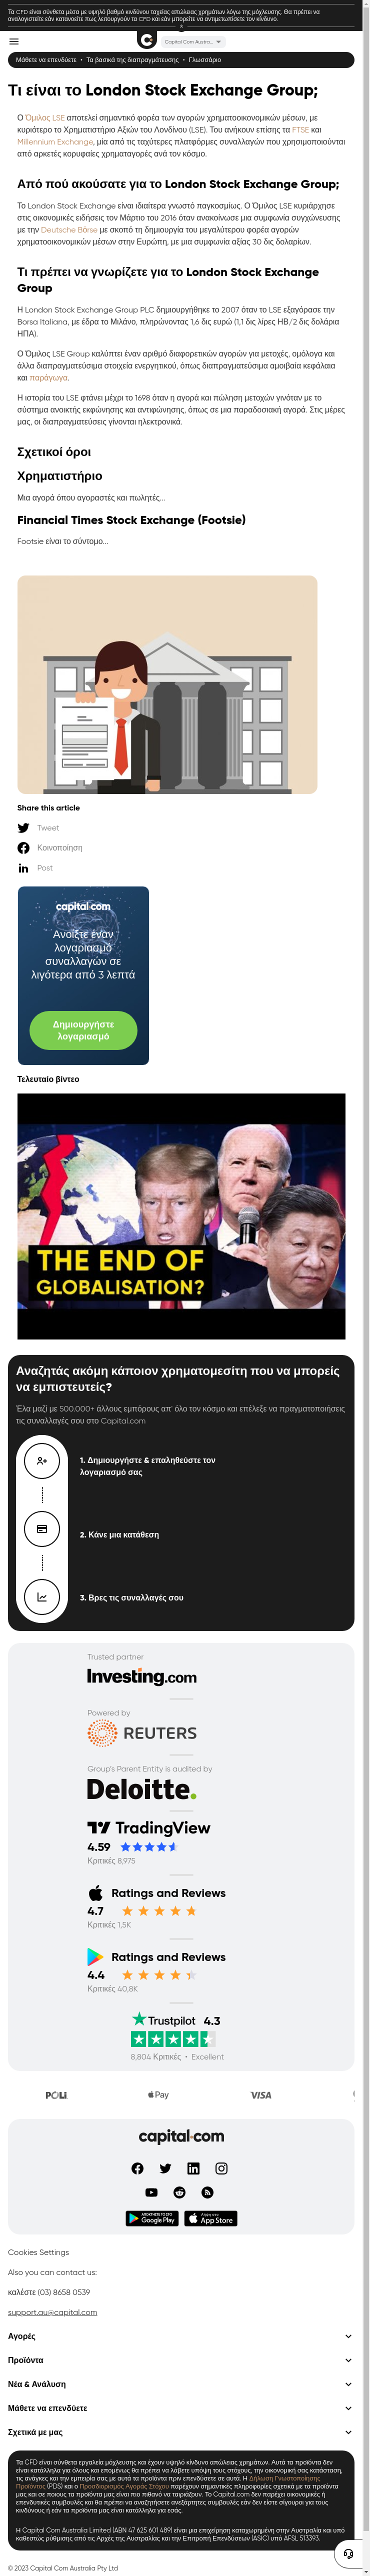 Τα CFD είναι σύνθετα μέσα με υψηλό βαθμό κινδύνου ταχείας απώλειας χρημάτων λόγω της μόχλευσης. Θα πρέπει να
αναλογιστείτε εάν κατανοείτε πως λειτουργούν τα CFD και εάν μπορείτε να αντιμετωπίσετε τον κίνδυνο.
Capital Com Austra...
Μάθετε να επενδύετε • Τα βασικά της διαπραγμάτευσης • Γλωσσάριο
Τι είναι το London Stock Exchange Group;
Ο Όμιλος LSE αποτελεί σημαντικό φορέα των αγορών χρηματοοικονομικών μέσων, με
κυριότερο το Χρηματιστήριο Αξιών του Λονδίνου (LSE). Του ανήκουν επίσης τα FTSE και
Millennium Exchange, μία από τις ταχύτερες πλατφόρμες συναλλαγών που χρησιμοποιούνται
από αρκετές κορυφαίες χρηματαγορές ανά τον κόσμο.
Από πού ακούσατε για το London Stock Exchange Group;
Το London Stock Exchange είναι ιδιαίτερα γνωστό παγκοσμίως. Ο Όμιλος LSE κυριάρχησε
στις οικονομικές ειδήσεις τον Μάρτιο του 2016 όταν ανακοίνωσε μια συμφωνία συγχώνευσης
με την Deutsche Börse με σκοπό τη δημιουργία του μεγαλύτερου φορέα αγορών
χρηματοοικονομικών μέσων στην Ευρώπη, με μια συμφωνία αξίας 30 δις δολαρίων.
Τι πρέπει να γνωρίζετε για το London Stock Exchange
Group
Η London Stock Exchange Group PLC δημιουργήθηκε το 2007 όταν το LSE εξαγόρασε την
Borsa Italiana, με έδρα το Μιλάνο, πληρώνοντας 1,6 δις ευρώ (1,1 δις λίρες ΗΒ/2 δις δολάρια
ΗΠΑ).
Ο Όμιλος LSE Group καλύπτει έναν αριθμό διαφορετικών αγορών για μετοχές, ομόλογα και
άλλα διαπραγματεύσιμα στοιχεία ενεργητικού, όπως διαπραγματεύσιμα αμοιβαία κεφάλαια
και παράγωγα.
Η ιστορία του LSE φτάνει μέχρι το 1698 όταν η αγορά και πώληση μετοχών γινόταν με το
σύστημα ανοικτής εκφώνησης και αντιφώνησης, όπως σε μια παραδοσιακή αγορά. Στις μέρες
μας, οι διαπραγματεύσεις γίνονται ηλεκτρονικά.
Σχετικοί όροι
Χρηματιστήριο
Μια αγορά όπου αγοραστές και πωλητές...
Financial Times Stock Exchange (Footsie)
Footsie είναι το σύντομο...
Share this article
Tweet
Κοινοποίηση
Post
capital.com
Ανοίξτε έναν
λογαριασμό
συναλλαγών σε
λιγότερα από 3 λεπτά
Δημιουργήστε
λογαριασμό
Τελευταίο βίντεο
THE END OF
GLOBALISATION?
Αναζητάς ακόμη κάποιον χρηματομεσίτη που να μπορείς
να εμπιστευτείς?
Έλα μαζί με 500.000+ άλλους εμπόρους απ' όλο τον κόσμο και επέλεξε να πραγματοποιήσεις
τις συναλλαγές σου στο Capital.com
1. Δημιουργήστε & επαληθεύστε τον
λογαριασμό σας
2. Κάνε μια κατάθεση
3. Βρες τις συναλλαγές σου
Trusted partner
Investing.com
Powered by
REUTERS
Group's Parent Entity is audited by
Deloitte.
TradingView
4.59
Κριτικές 8,975
Ratings and Reviews
4.7
Κριτικές 1,5K
Ratings and Reviews
4.4
Κριτικές 40,8K
Trustpilot 4.3
8,804 Κριτικές • Excellent
POLi
Pay
VISA
capital.com
ΑΠΟΚΤΗΣΤΕ ΤΟ ΣΤΟ
Google Play
Λήψη από
App Store
Cookies Settings
Also you can contact us:
καλέστε (03) 8658 0539
support.au@capital.com
Αγορές
Προϊόντα
Νέα & Ανάλυση
Μάθετε να επενδύετε
Σχετικά με μας
Τα CFD είναι σύνθετα εργαλεία μόχλευσης και έχουν υψηλό κίνδυνο απώλειας χρημάτων. Αυτά τα προϊόντα δεν
είναι κατάλληλα για όλους και επομένως θα πρέπει να λάβετε υπόψη τους στόχους, την οικονομική σας κατάσταση,
τις ανάγκες και την εμπειρία σας με αυτά τα προϊόντα πριν επενδύσετε σε αυτά. Η Δήλωση Γνωστοποίησης
Προϊόντος (PDS) και ο Προσδιορισμός Αγοράς Στόχου παρέχουν σημαντικές πληροφορίες σχετικά με τα προϊόντα
μας και σε ποιους τα προϊόντα μας είναι πιο πιθανό να ταιριάζουν. Το Capital.com δεν παρέχει οικονομικές ή
επενδυτικές συμβουλές και θα πρέπει να αναζητήσετε ανεξάρτητες συμβουλές εάν δεν είστε σίγουροι για τους
κινδύνους ή εάν τα προϊόντα μας είναι κατάλληλα για εσάς.
Η Capital Com Australia Limited (ABN 47 625 601 489) είναι μια επιχείρηση καταχωρημένη στην Αυστραλία και υπό
καθεστώς ρύθμισης από τις Αρχές της Αυστραλίας και την Επιτροπή Επενδύσεων (ASIC) υπό AFSL 513393.
© 2023 Capital Com Australia Pty Ltd